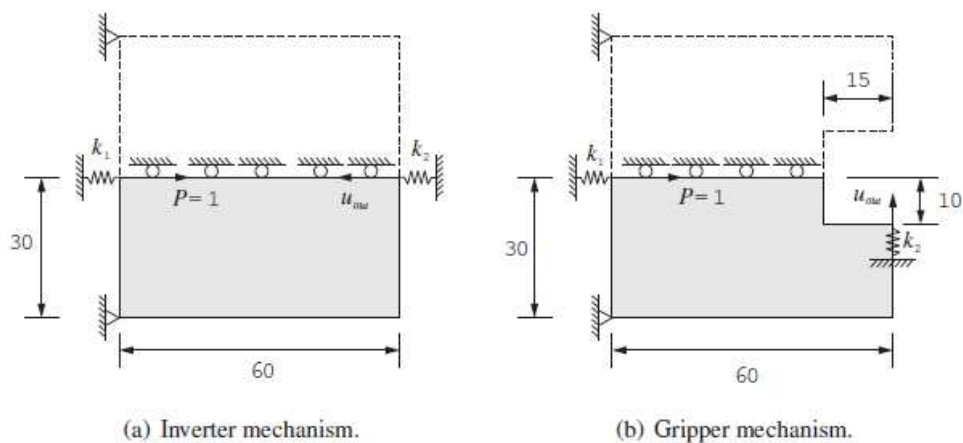 15
k₁
k₂
P = 1
u_out
30
60
(a) Inverter mechanism.
k₁
P = 1
u_out
10
k₂
30
60
(b) Gripper mechanism.